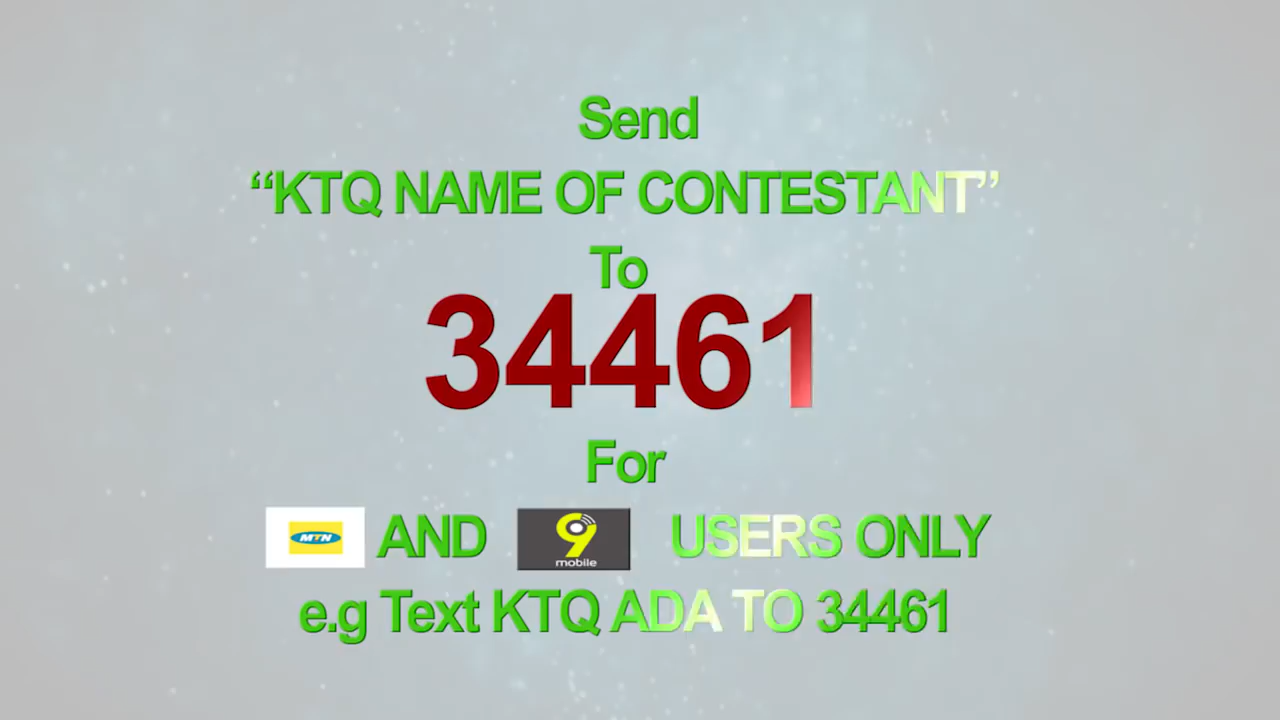 Send
“KTQ NAME OF CONTESTANT”
To
34461
For
MTN AND 9 mobile USERS ONLY
e.g Text KTQ ADA TO 34461